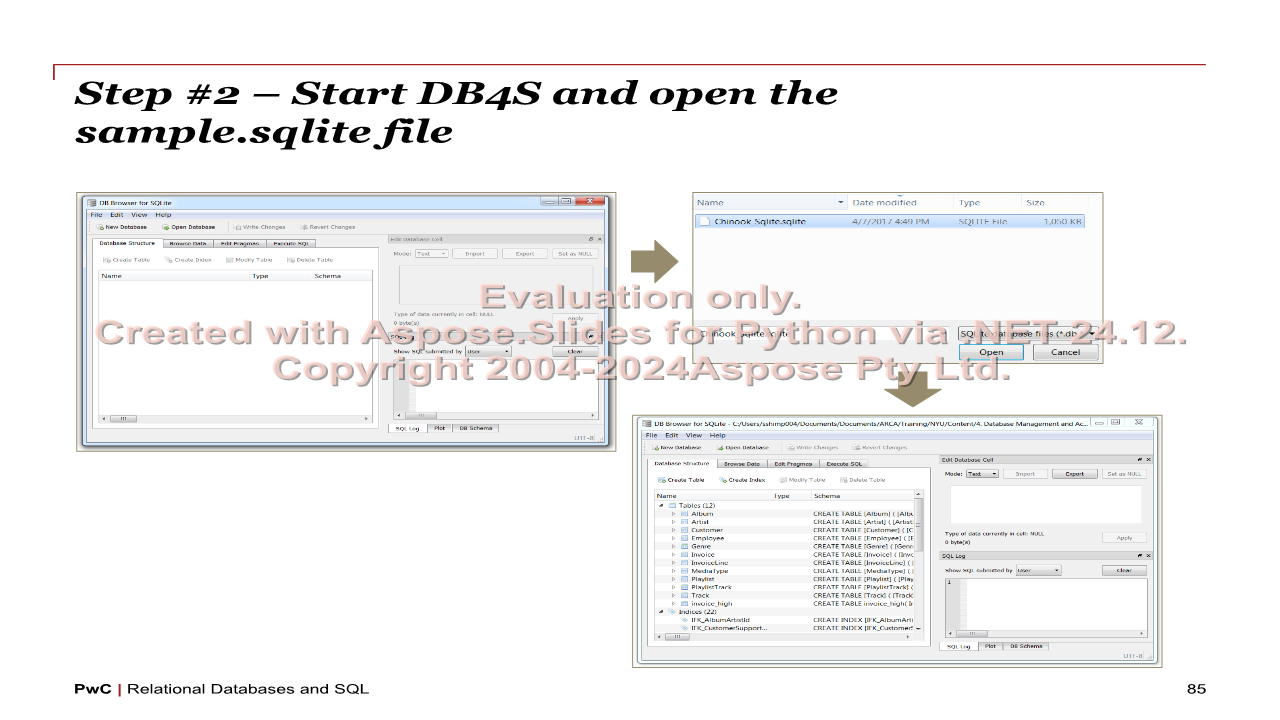 Step #2 – Start DB4S and open the
sample.sqlite file
DB Browser for SQLite
File Edit View Help
New Database Open Database Write Changes Revert Changes
Database Structure Browse Data Edit Pragmas Execute SQL
Create Table Create Index Modify Table Delete Table
Name Type Schema
Edit Database Cell
Mode: Text Import Export Set as NULL
Type of data currently in cell: NULL
0 byte(s)
Apply
SQL Log
Show SQL submitted by User Clear
SQL Log Plot DB Schema
UTF-8
Name Date modified Type Size
Chinook Sqlite.sqlite 4/7/2017 4:49 PM SQLITE File 1,050 KB
Chinook Sqlite.sqlite SQLite database files (*.db
Open Cancel
Evaluation only.
Created with Aspose.Slides for Python via .NET 24.12.
Copyright 2004-2024Aspose Pty Ltd.
DB Browser for SQLite - C:/Users/sshimp004/Documents/Documents/ARCA/Training/NYU/Content/4. Database Management and Ac...
File Edit View Help
New Database Open Database Write Changes Revert Changes
Database Structure Browse Data Edit Pragmas Execute SQL
Create Table Create Index Modify Table Delete Table
Name Type Schema
Tables (12)
Album CREATE TABLE [Album] ( [Albu
Artist CREATE TABLE [Artist] ( [Artist
Customer CREATE TABLE [Customer] ( [C
Employee CREATE TABLE [Employee] ( [E
Genre CREATE TABLE [Genre] ( [Genr
Invoice CREATE TABLE [Invoice] ( [Invc
InvoiceLine CREATE TABLE [InvoiceLine] ( [
MediaType CREATE TABLE [MediaType] ( [
Playlist CREATE TABLE [Playlist] ( [Play
PlaylistTrack CREATE TABLE [PlaylistTrack] (
Track CREATE TABLE [Track] ( [Track
invoice_high CREATE TABLE invoice_high( I
Indices (22)
IFK_AlbumArtistId CREATE INDEX [IFK_AlbumArti
IFK_CustomerSupport... CREATE INDEX [IFK_Customer
Edit Database Cell
Mode: Text Import Export Set as NULL
Type of data currently in cell: NULL
0 byte(s)
Apply
SQL Log
Show SQL submitted by User Clear
1
SQL Log Plot DB Schema
UTF-8
PwC | Relational Databases and SQL
85